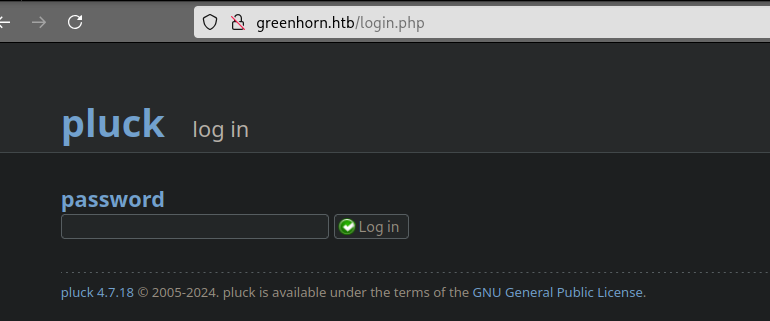 greenhorn.htb/login.php
pluck log in
password
Log in
pluck 4.7.18 © 2005-2024. pluck is available under the terms of the GNU General Public License.